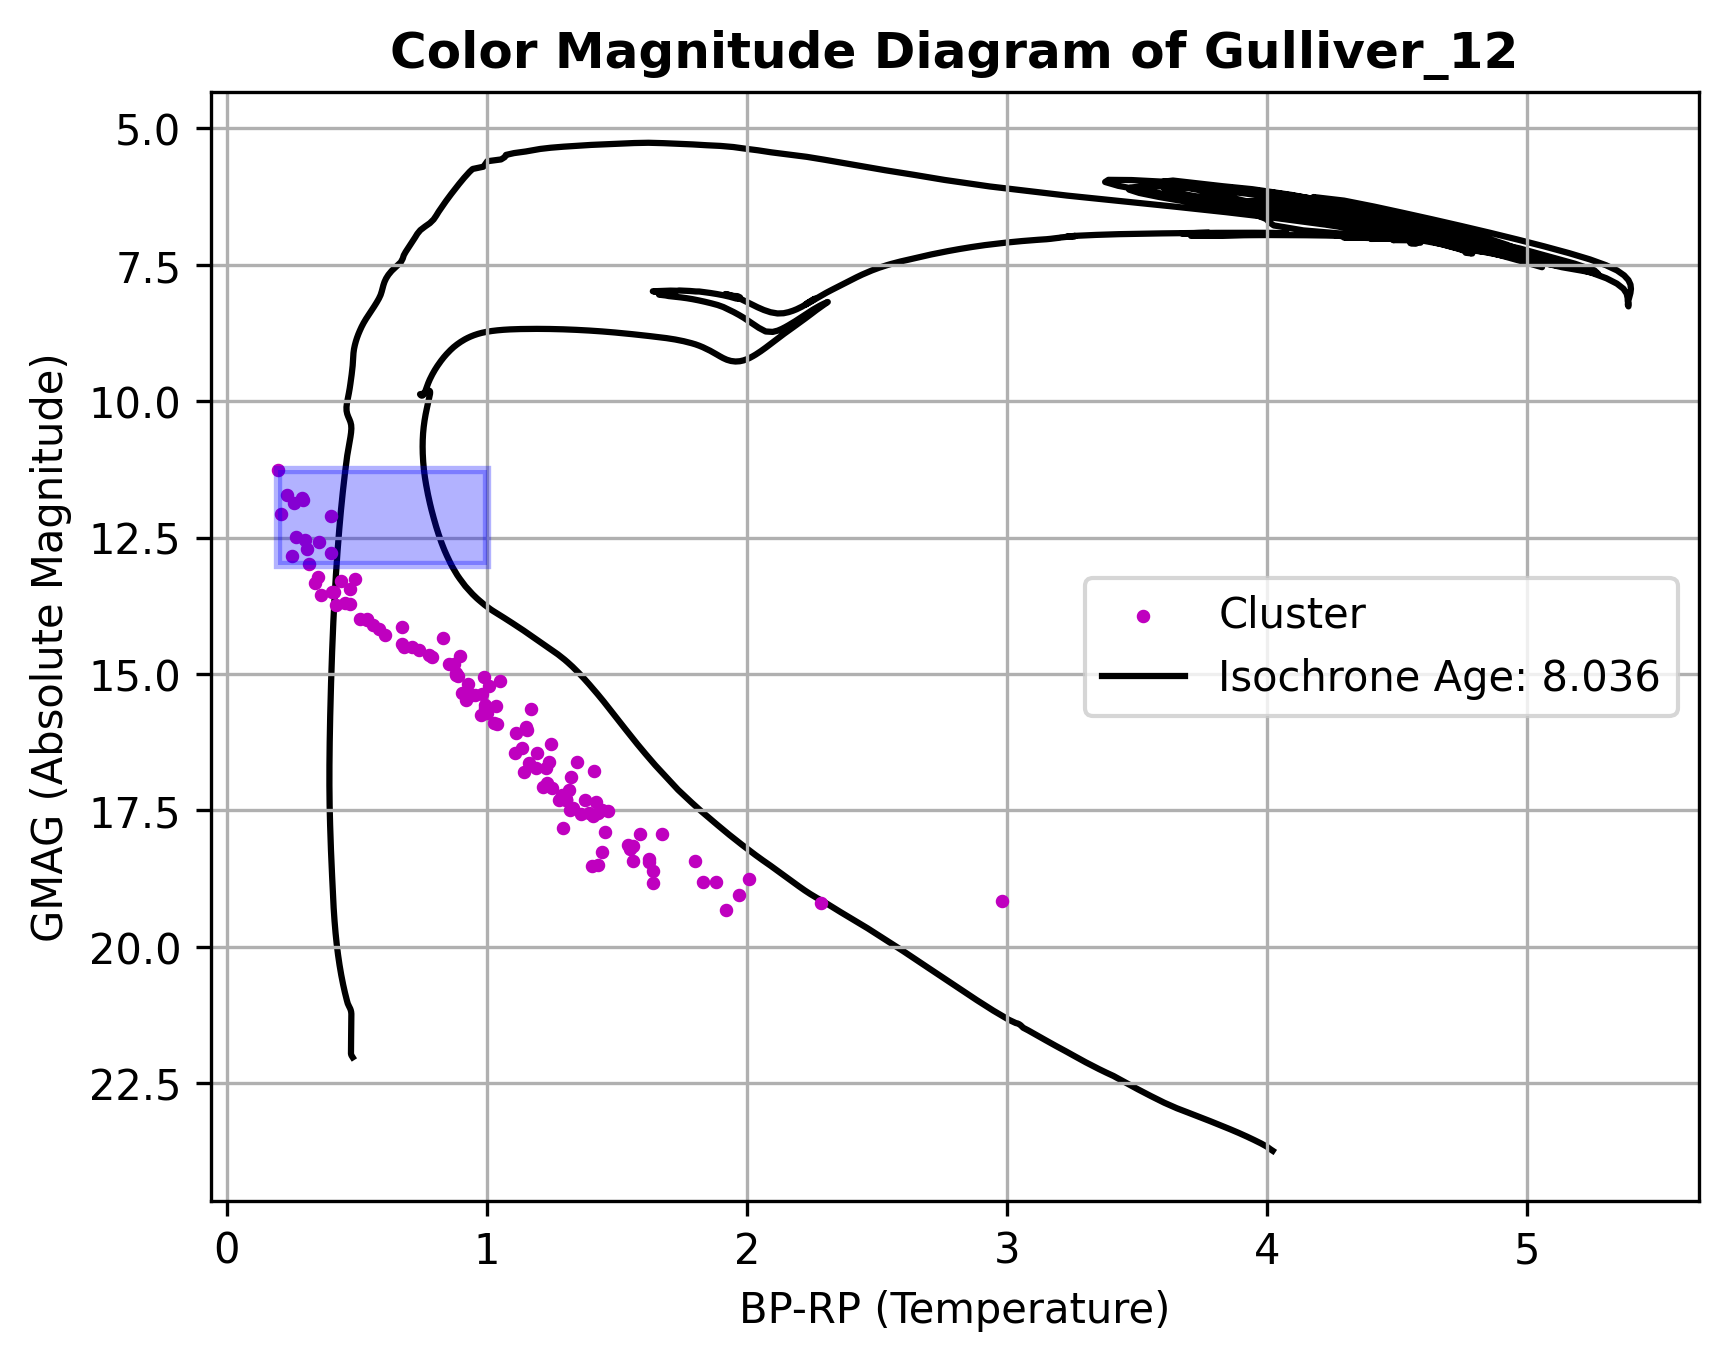 Color Magnitude Diagram of Gulliver_12
5.0
7.5
10.0
12.5
15.0
17.5
20.0
22.5
GMAG (Absolute Magnitude)
Cluster
Isochrone Age: 8.036
0 1 2 3 4 5
BP-RP (Temperature)